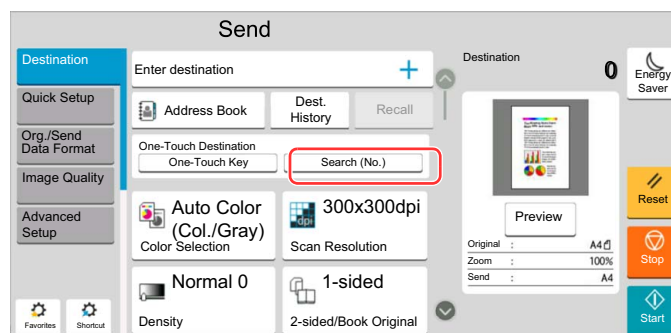 Send
Destination
Quick Setup
Org./Send
Data Format
Image Quality
Advanced
Setup
Favorites
Shortcut
Enter destination
Address Book
Dest.
History
Recall
One-Touch Destination
One-Touch Key
Search (No.)
Auto Color
(Col./Gray)
Color Selection
300x300dpi
Scan Resolution
Normal 0
Density
1-sided
2-sided/Book Original
Destination
0
Preview
Original : A4
Zoom : 100%
Send : A4
Energy
Saver
Reset
Stop
Start